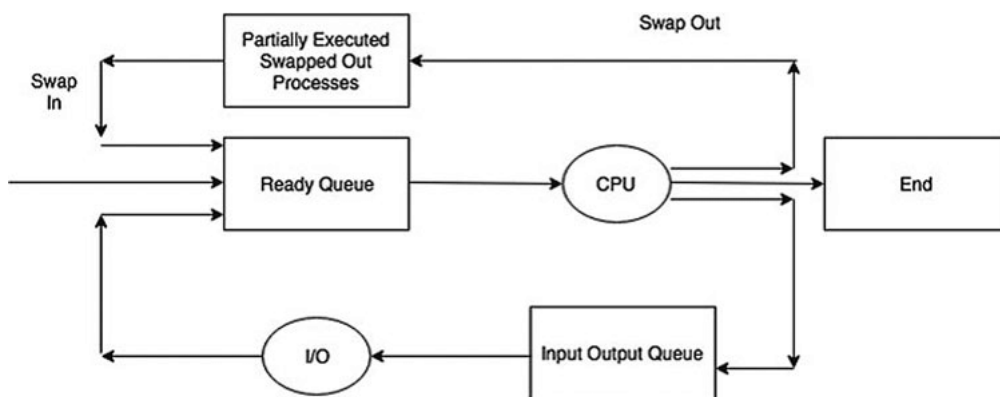 Swap Out
Partially Executed
Swapped Out
Processes
Swap
In
Ready Queue
CPU
End
I/O
Input Output Queue